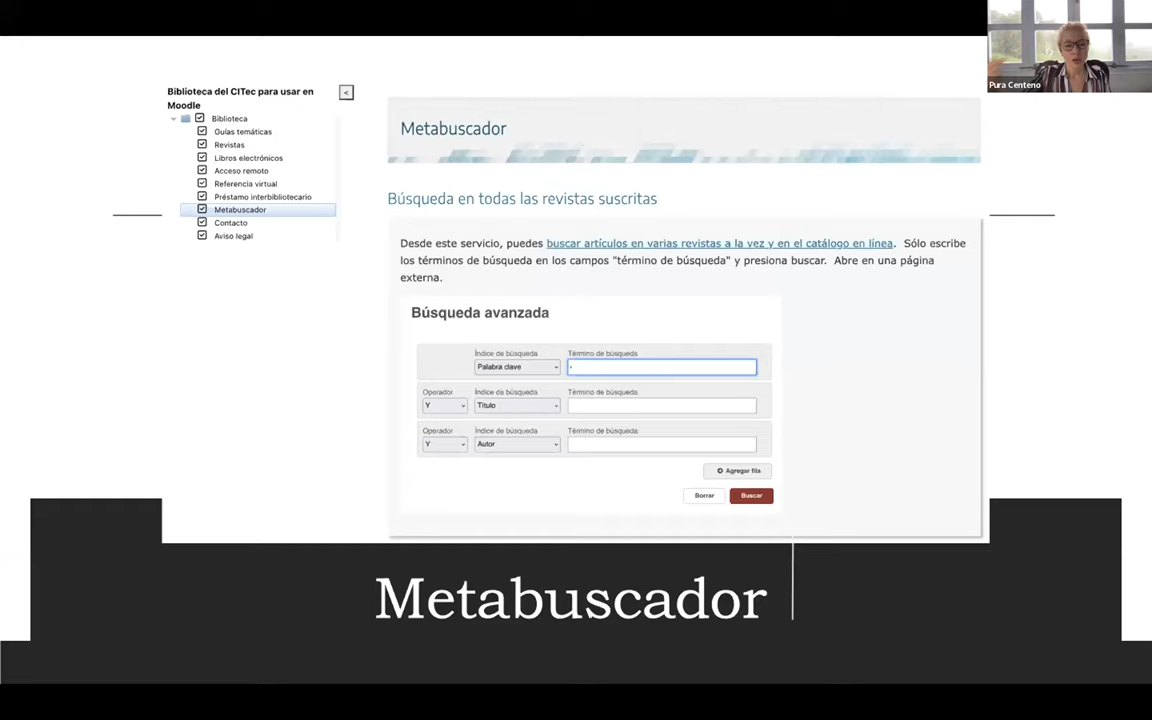 Pura Centeno
Biblioteca del CITec para usar en
Moodle
<
Biblioteca
Guías temáticas
Revistas
Libros electrónicos
Acceso remoto
Referencia virtual
Préstamo interbibliotecario
Metabuscador
Contacto
Aviso legal
Metabuscador
Búsqueda en todas las revistas suscritas
Desde este servicio, puedes buscar artículos en varias revistas a la vez y en el catálogo en línea. Sólo escribe
los términos de búsqueda en los campos "término de búsqueda" y presiona buscar. Abre en una página
externa.
Búsqueda avanzada
Índice de búsqueda Término de búsqueda
Palabra clave
Operador Índice de búsqueda Término de búsqueda
Y Título
Operador Índice de búsqueda Término de búsqueda
Y Autor
Agregar fila
Borrar Buscar
Metabuscador